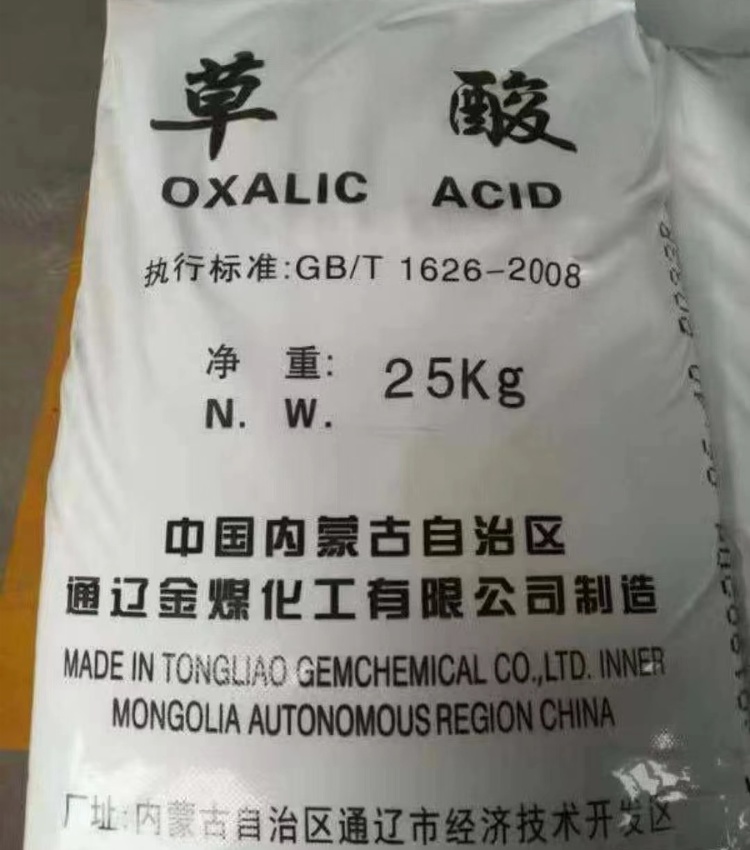 草 酸
OXALIC ACID
执行标准:GB/T 1626-2008
净 重: 25Kg
N. W.
中国内蒙古自治区
通辽金煤化工有限公司制造
MADE IN TONGLIAO GEMCHEMICAL CO.,LTD. INNER
MONGOLIA AUTONOMOUS REGION CHINA
厂址:内蒙古自治区通辽市经济技术开发区